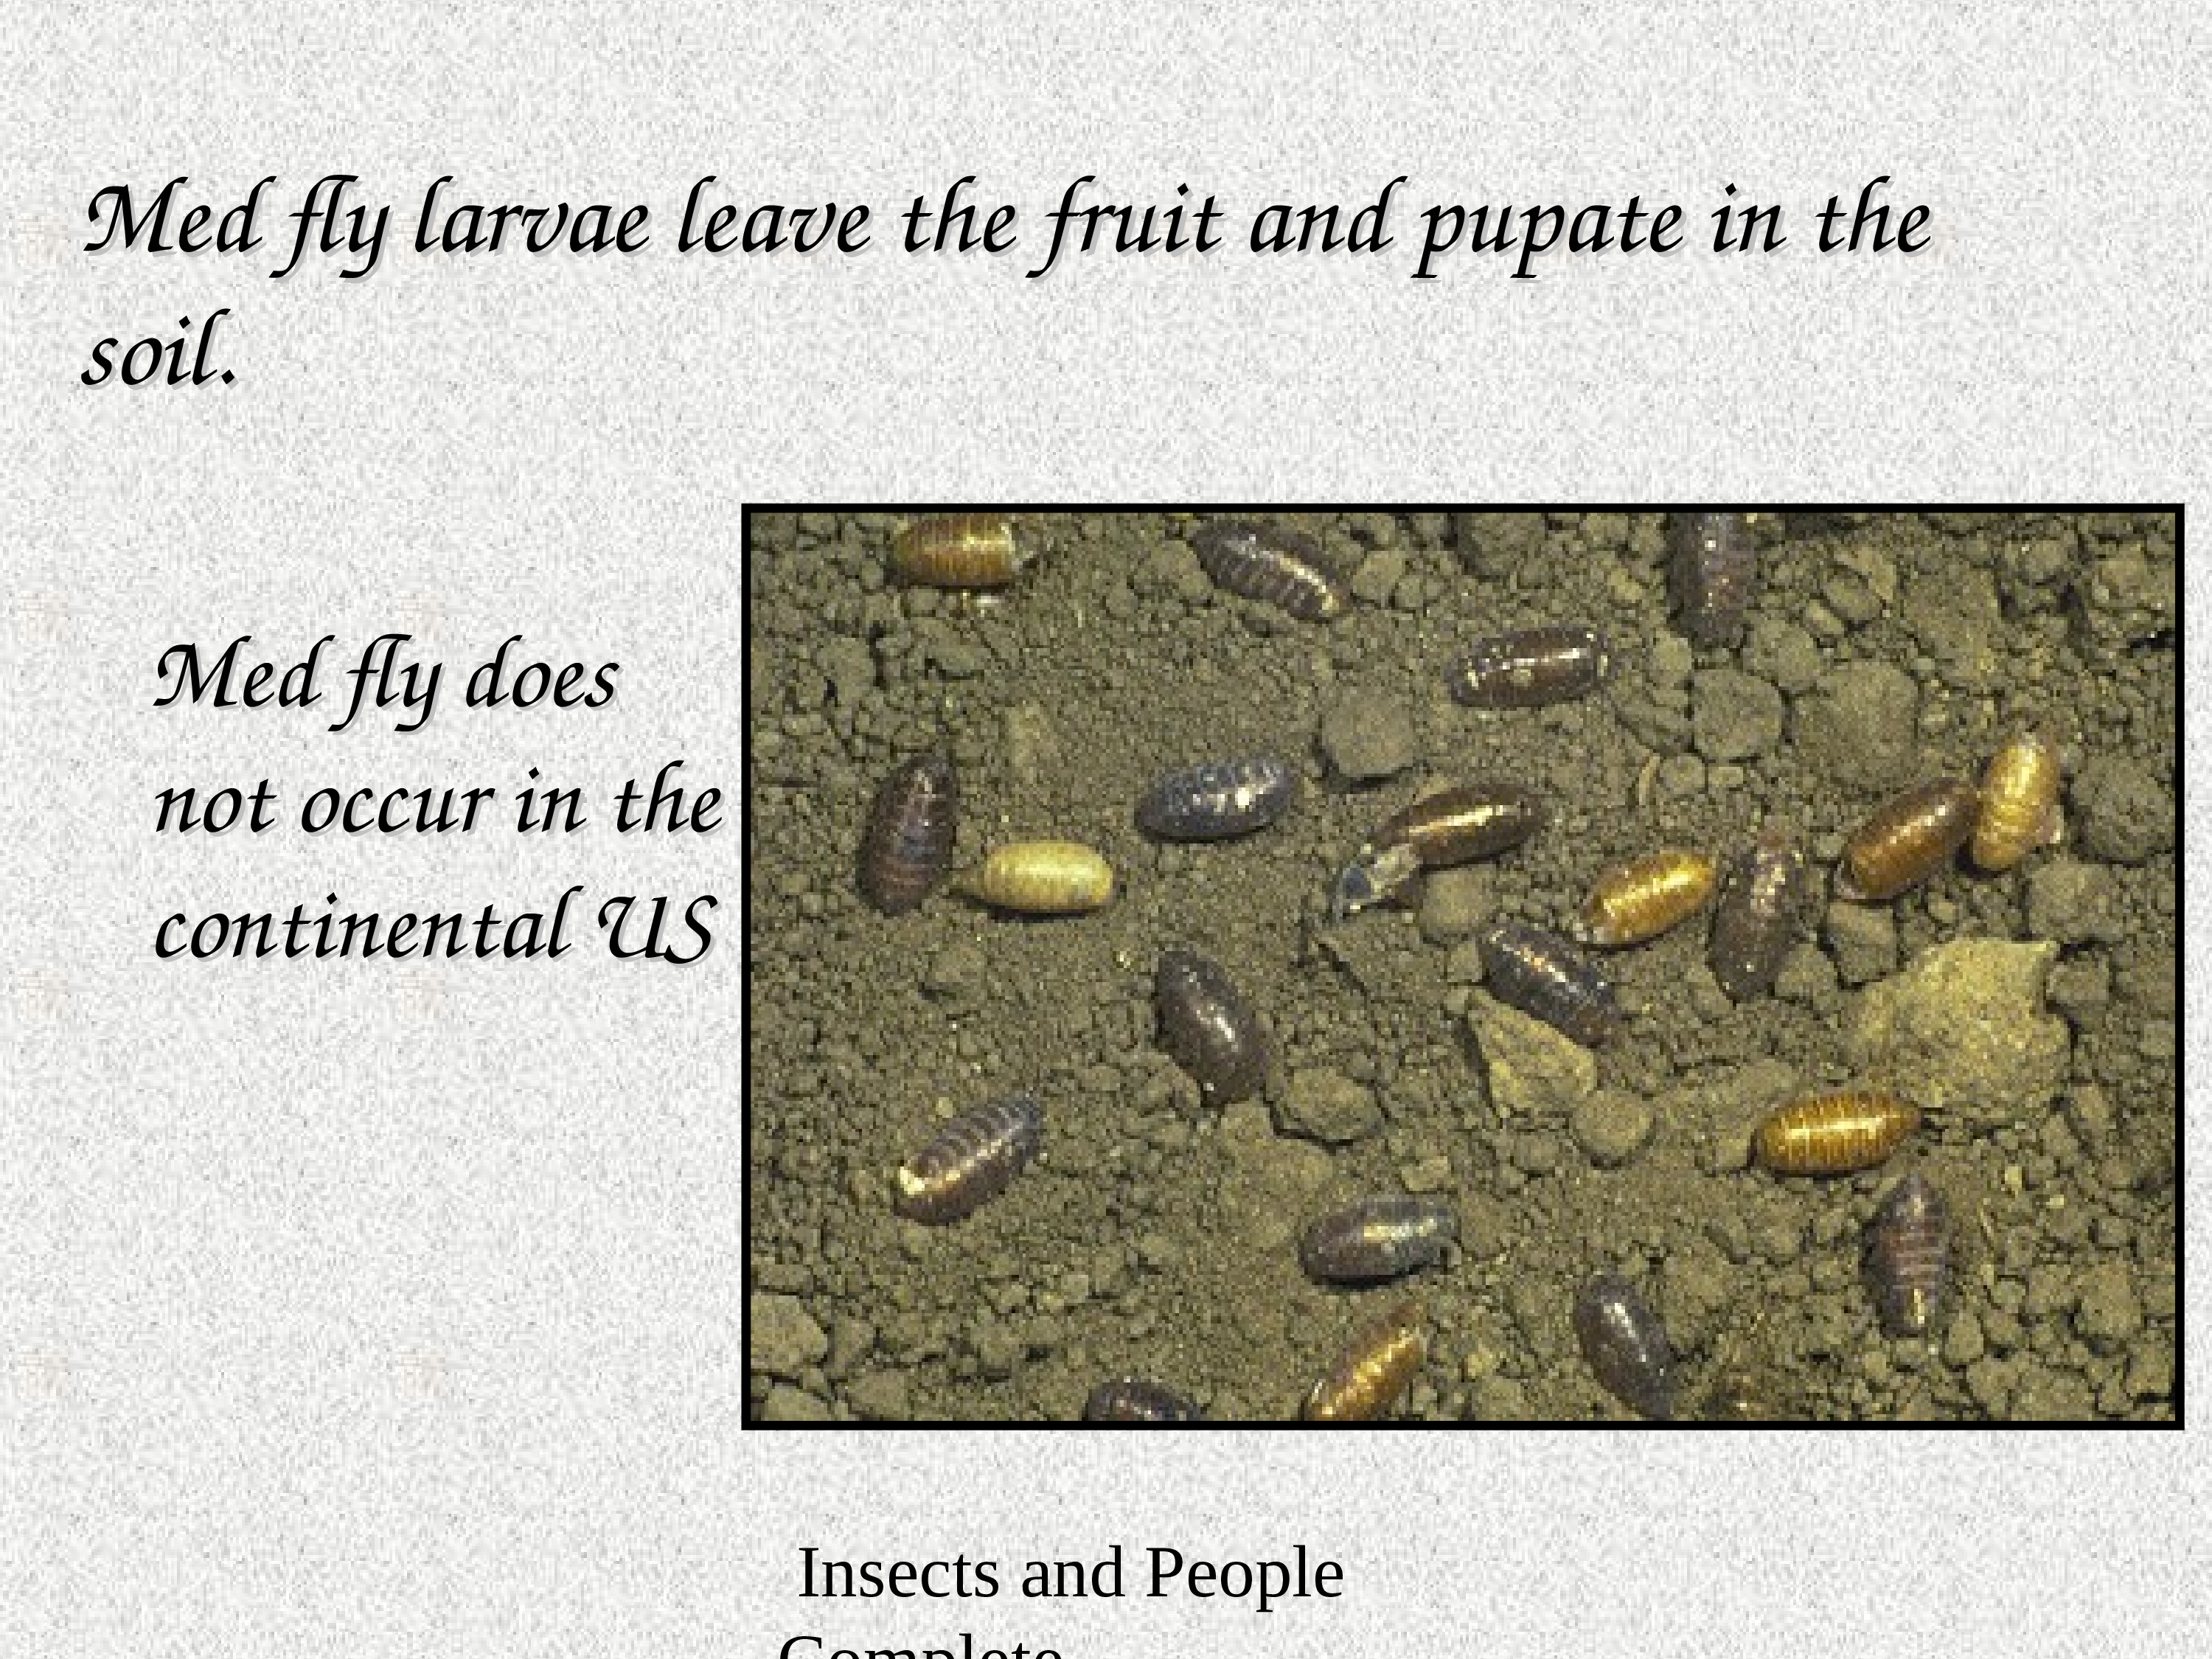 Med fly larvae leave the fruit and pupate in the
soil.
Med fly does
not occur in the
continental US
Insects and People
Complete